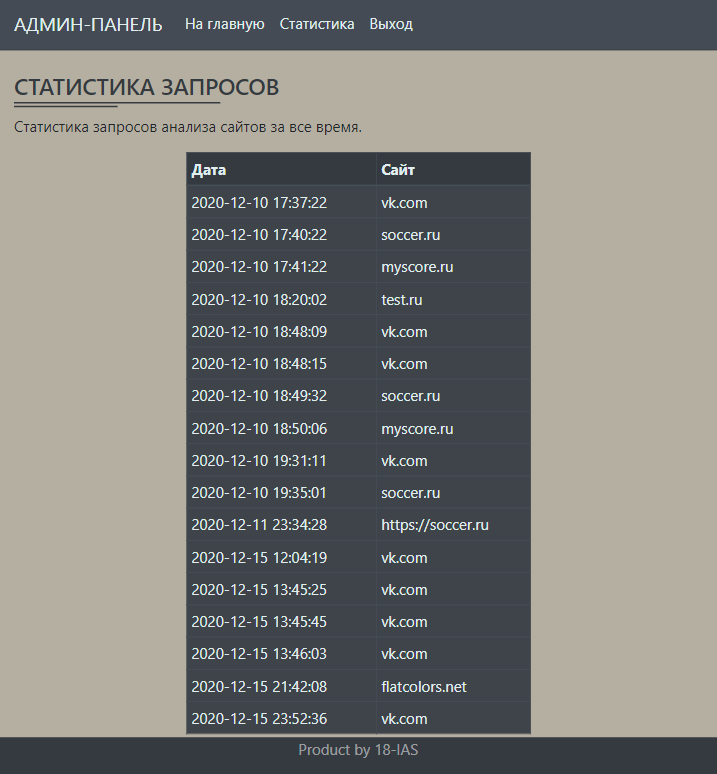 АДМИН-ПАНЕЛЬ На главную Статистика Выход
СТАТИСТИКА ЗАПРОСОВ
Статистика запросов анализа сайтов за все время.
Дата Сайт
2020-12-10 17:37:22 vk.com
2020-12-10 17:40:22 soccer.ru
2020-12-10 17:41:22 myscore.ru
2020-12-10 18:20:02 test.ru
2020-12-10 18:48:09 vk.com
2020-12-10 18:48:15 vk.com
2020-12-10 18:49:32 soccer.ru
2020-12-10 18:50:06 myscore.ru
2020-12-10 19:31:11 vk.com
2020-12-10 19:35:01 soccer.ru
2020-12-11 23:34:28 https://soccer.ru
2020-12-15 12:04:19 vk.com
2020-12-15 13:45:25 vk.com
2020-12-15 13:45:45 vk.com
2020-12-15 13:46:03 vk.com
2020-12-15 21:42:08 flatcolors.net
2020-12-15 23:52:36 vk.com
Product by 18-IAS